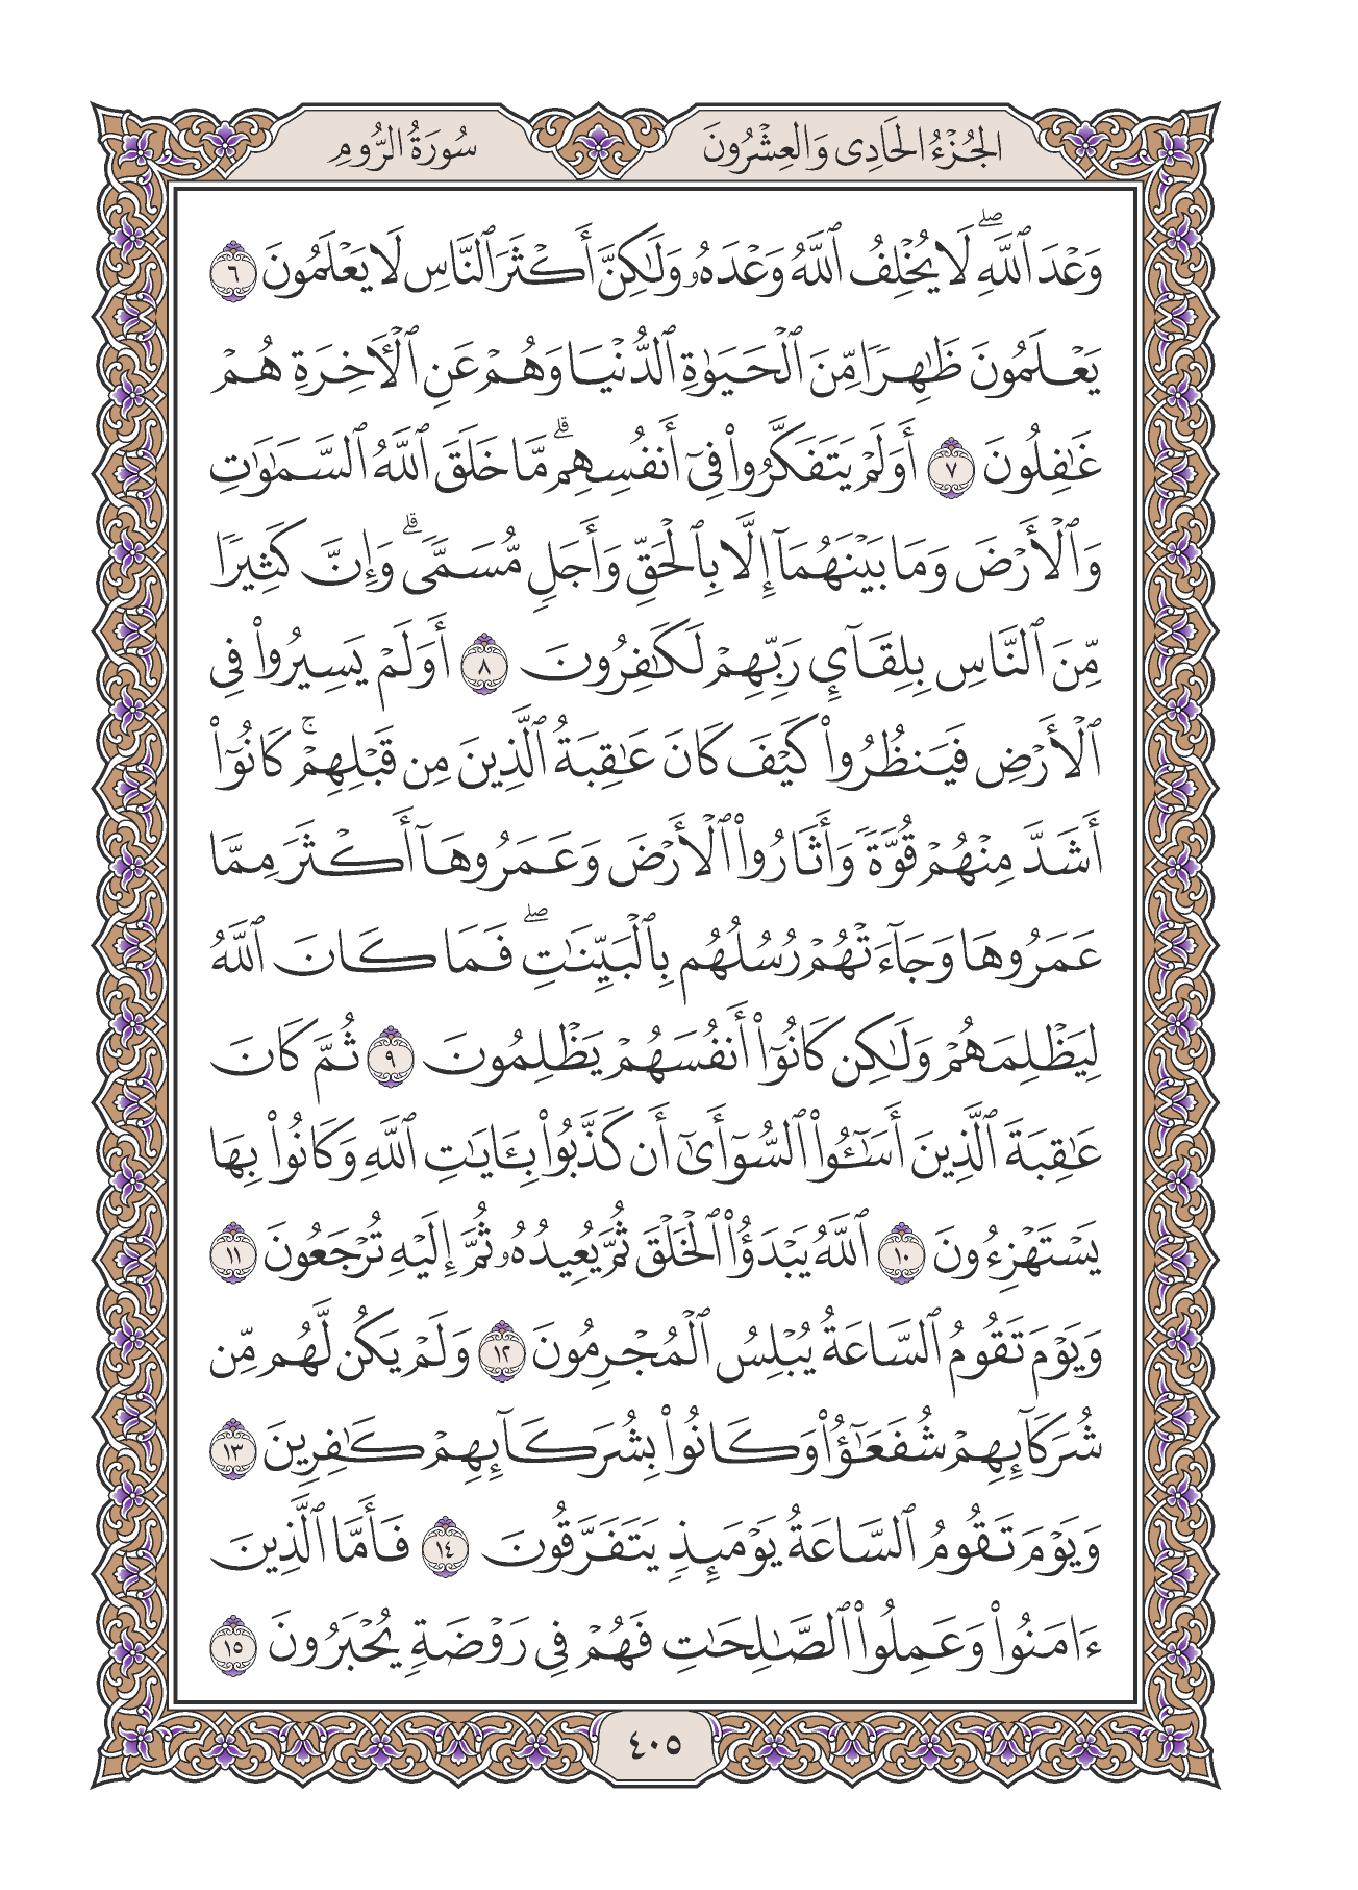 الجُزْءُ الحَادِى وَالعِشْرُونَ
سُورَةُ الرُّومِ
وَعْدَ ٱللَّهِۖ لَا يُخْلِفُ ٱللَّهُ وَعْدَهُۥ وَلَٰكِنَّ أَكْثَرَ ٱلنَّاسِ لَا يَعْلَمُونَ ٦
يَعْلَمُونَ ظَٰهِرًا مِّنَ ٱلْحَيَوٰةِ ٱلدُّنْيَا وَهُمْ عَنِ ٱلْأٓخِرَةِ هُمْ
غَٰفِلُونَ ٧ أَوَلَمْ يَتَفَكَّرُوا۟ فِىٓ أَنفُسِهِمۗ مَّا خَلَقَ ٱللَّهُ ٱلسَّمَٰوَٰتِ
وَٱلْأَرْضَ وَمَا بَيْنَهُمَآ إِلَّا بِٱلْحَقِّ وَأَجَلٍ مُّسَمًّىۗ وَإِنَّ كَثِيرًا
مِّنَ ٱلنَّاسِ بِلِقَآئِ رَبِّهِمْ لَكَٰفِرُونَ ٨ أَوَلَمْ يَسِيرُوا۟ فِى
ٱلْأَرْضِ فَيَنظُرُوا۟ كَيْفَ كَانَ عَٰقِبَةُ ٱلَّذِينَ مِن قَبْلِهِمْۚ كَانُوٓا۟
أَشَدَّ مِنْهُمْ قُوَّةً وَأَثَارُوا۟ ٱلْأَرْضَ وَعَمَرُوهَآ أَكْثَرَ مِمَّا
عَمَرُوهَا وَجَآءَتْهُمْ رُسُلُهُم بِٱلْبَيِّنَٰتِۖ فَمَا كَانَ ٱللَّهُ
لِيَظْلِمَهُمْ وَلَٰكِن كَانُوٓا۟ أَنفُسَهُمْ يَظْلِمُونَ ٩ ثُمَّ كَانَ
عَٰقِبَةَ ٱلَّذِينَ أَسَٰٓـُٔوا۟ ٱلسُّوٓأَىٰٓ أَن كَذَّبُوا۟ بِـَٔايَٰتِ ٱللَّهِ وَكَانُوا۟ بِهَا
يَسْتَهْزِءُونَ ١٠ ٱللَّهُ يَبْدَؤُا۟ ٱلْخَلْقَ ثُمَّ يُعِيدُهُۥ ثُمَّ إِلَيْهِ تُرْجَعُونَ ١١
وَيَوْمَ تَقُومُ ٱلسَّاعَةُ يُبْلِسُ ٱلْمُجْرِمُونَ ١٢ وَلَمْ يَكُن لَّهُم مِّن
شُرَكَآئِهِمْ شُفَعَٰٓؤُا۟ وَكَانُوا۟ بِشُرَكَآئِهِمْ كَٰفِرِينَ ١٣
وَيَوْمَ تَقُومُ ٱلسَّاعَةُ يَوْمَئِذٍ يَتَفَرَّقُونَ ١٤ فَأَمَّا ٱلَّذِينَ
ءَامَنُوا۟ وَعَمِلُوا۟ ٱلصَّٰلِحَٰتِ فَهُمْ فِى رَوْضَةٍ يُحْبَرُونَ ١٥
٤٠٥